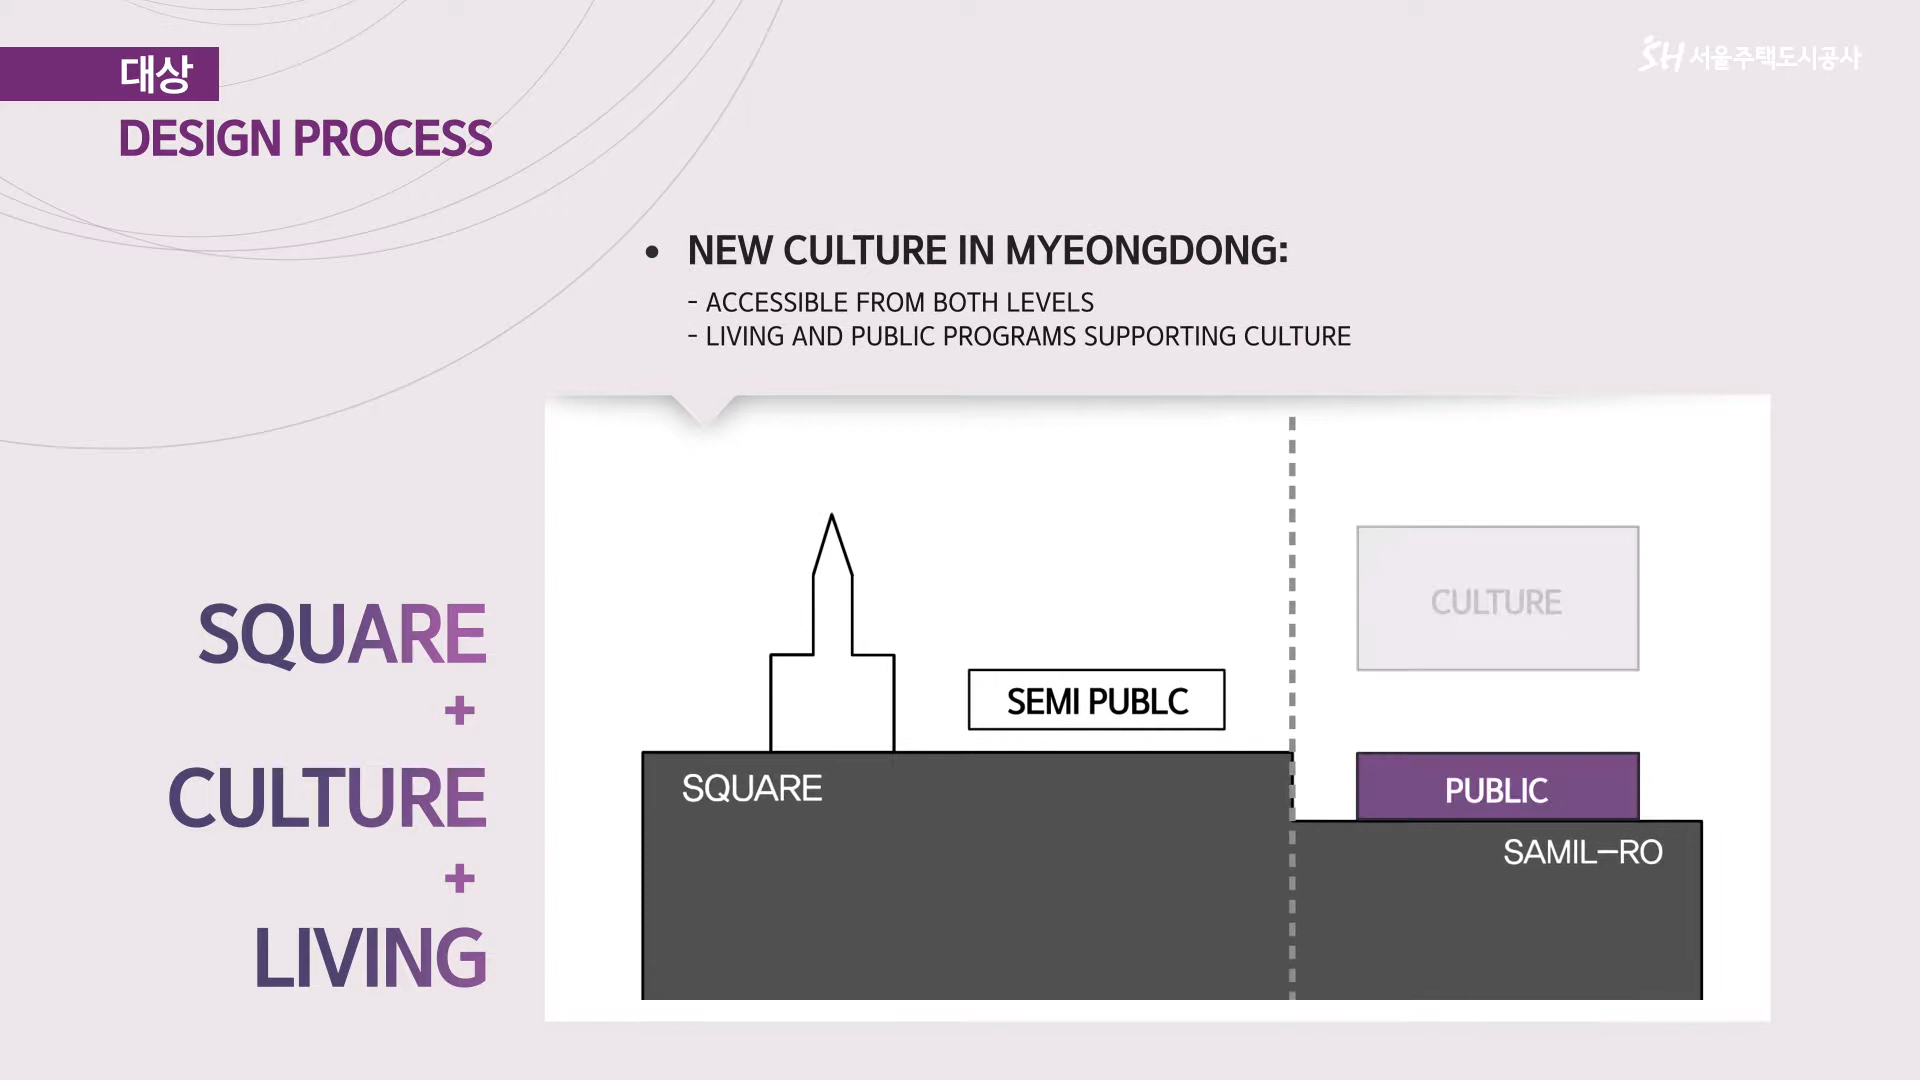 대상
SH 서울주택도시공사
DESIGN PROCESS
• NEW CULTURE IN MYEONGDONG:
- ACCESSIBLE FROM BOTH LEVELS
- LIVING AND PUBLIC PROGRAMS SUPPORTING CULTURE
SQUARE
+
CULTURE
+
LIVING
CULTURE
SEMI PUBLC
SQUARE
PUBLIC
SAMIL-RO